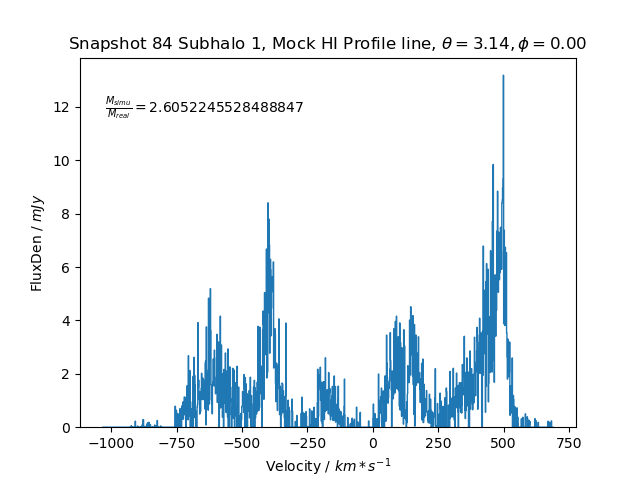 Snapshot 84 Subhalo 1, Mock HI Profile line, θ = 3.14, ϕ = 0.00
M_simu/M_real = 2.6052245528488847
FluxDen / mJy
12
10
8
6
4
2
0
−1000 −750 −500 −250 0 250 500 750
Velocity / km * s^−1